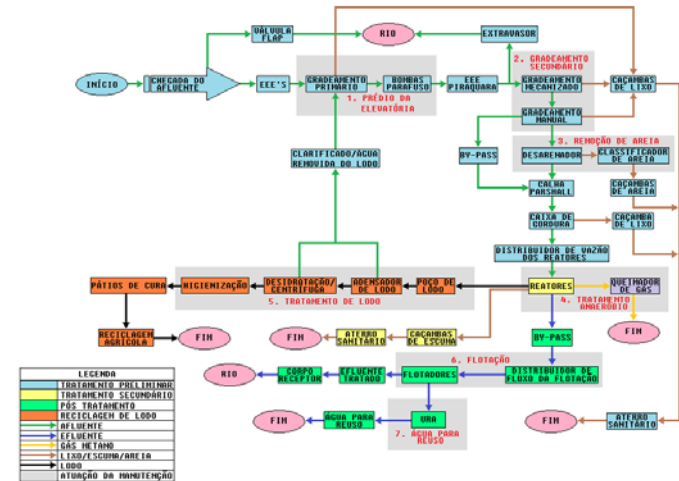 VÁLVULA
FLAP
RIO
EXTRAVASOR
2. GRADEAMENTO
SECUNDÁRIO
INÍCIO
CHEGADA DO
AFLUENTE
EEE'S
GRADEAMENTO
PRIMÁRIO
BOMBAS
PARAFUSO
EEE
PIRAQUARA
GRADEAMENTO
MECANIZADO
CAÇAMBAS
DE LIXO
1. PRÉDIO DA
ELEVATÓRIA
GRADEAMENTO
MANUAL
3. REMOÇÃO DE AREIA
CLARIFICADO/ÁGUA
REMOVIDA DO LODO
BY-PASS
DESARENADOR
CLASSIFICADOR
DE AREIA
CALHA
PARSHALL
CAÇAMBAS
DE AREIA
CAIXA DE
GORDURA
CAÇAMBA
DE LIXO
DISTRIBUIDOR DE VAZÃO
DOS REATORES
PÁTIOS DE CURA
HIGIENIZAÇÃO
DESIDRATAÇÃO/
CENTRÍFUGA
ADENSADOR
DE LODO
POÇO DE
LODO
REATORES
QUEIMADOR
DE GÁS
5. TRATAMENTO DE LODO
4. TRATAMENTO
ANAERÓBIO
RECICLAGEM
AGRÍCOLA
FIM
FIM
ATERRO
SANITÁRIO
CAÇAMBAS
DE ESCUMA
BY-PASS
FIM
6. FLOTAÇÃO
RIO
CORPO
RECEPTOR
EFLUENTE
TRATADO
FLOTADORES
DISTRIBUIDOR DE
FLUXO DA FLOTAÇÃO
FIM
ÁGUA PARA
REUSO
URA
7. ÁGUA PARA
REUSO
FIM
ATERRO
SANITÁRIO
LEGENDA
TRATAMENTO PRELIMINAR
TRATAMENTO SECUNDÁRIO
PÓS TRATAMENTO
RECICLAGEM DE LODO
AFLUENTE
EFLUENTE
GÁS METANO
LIXO/ESCUMA/AREIA
LODO
ATUAÇÃO DA MANUTENÇÃO